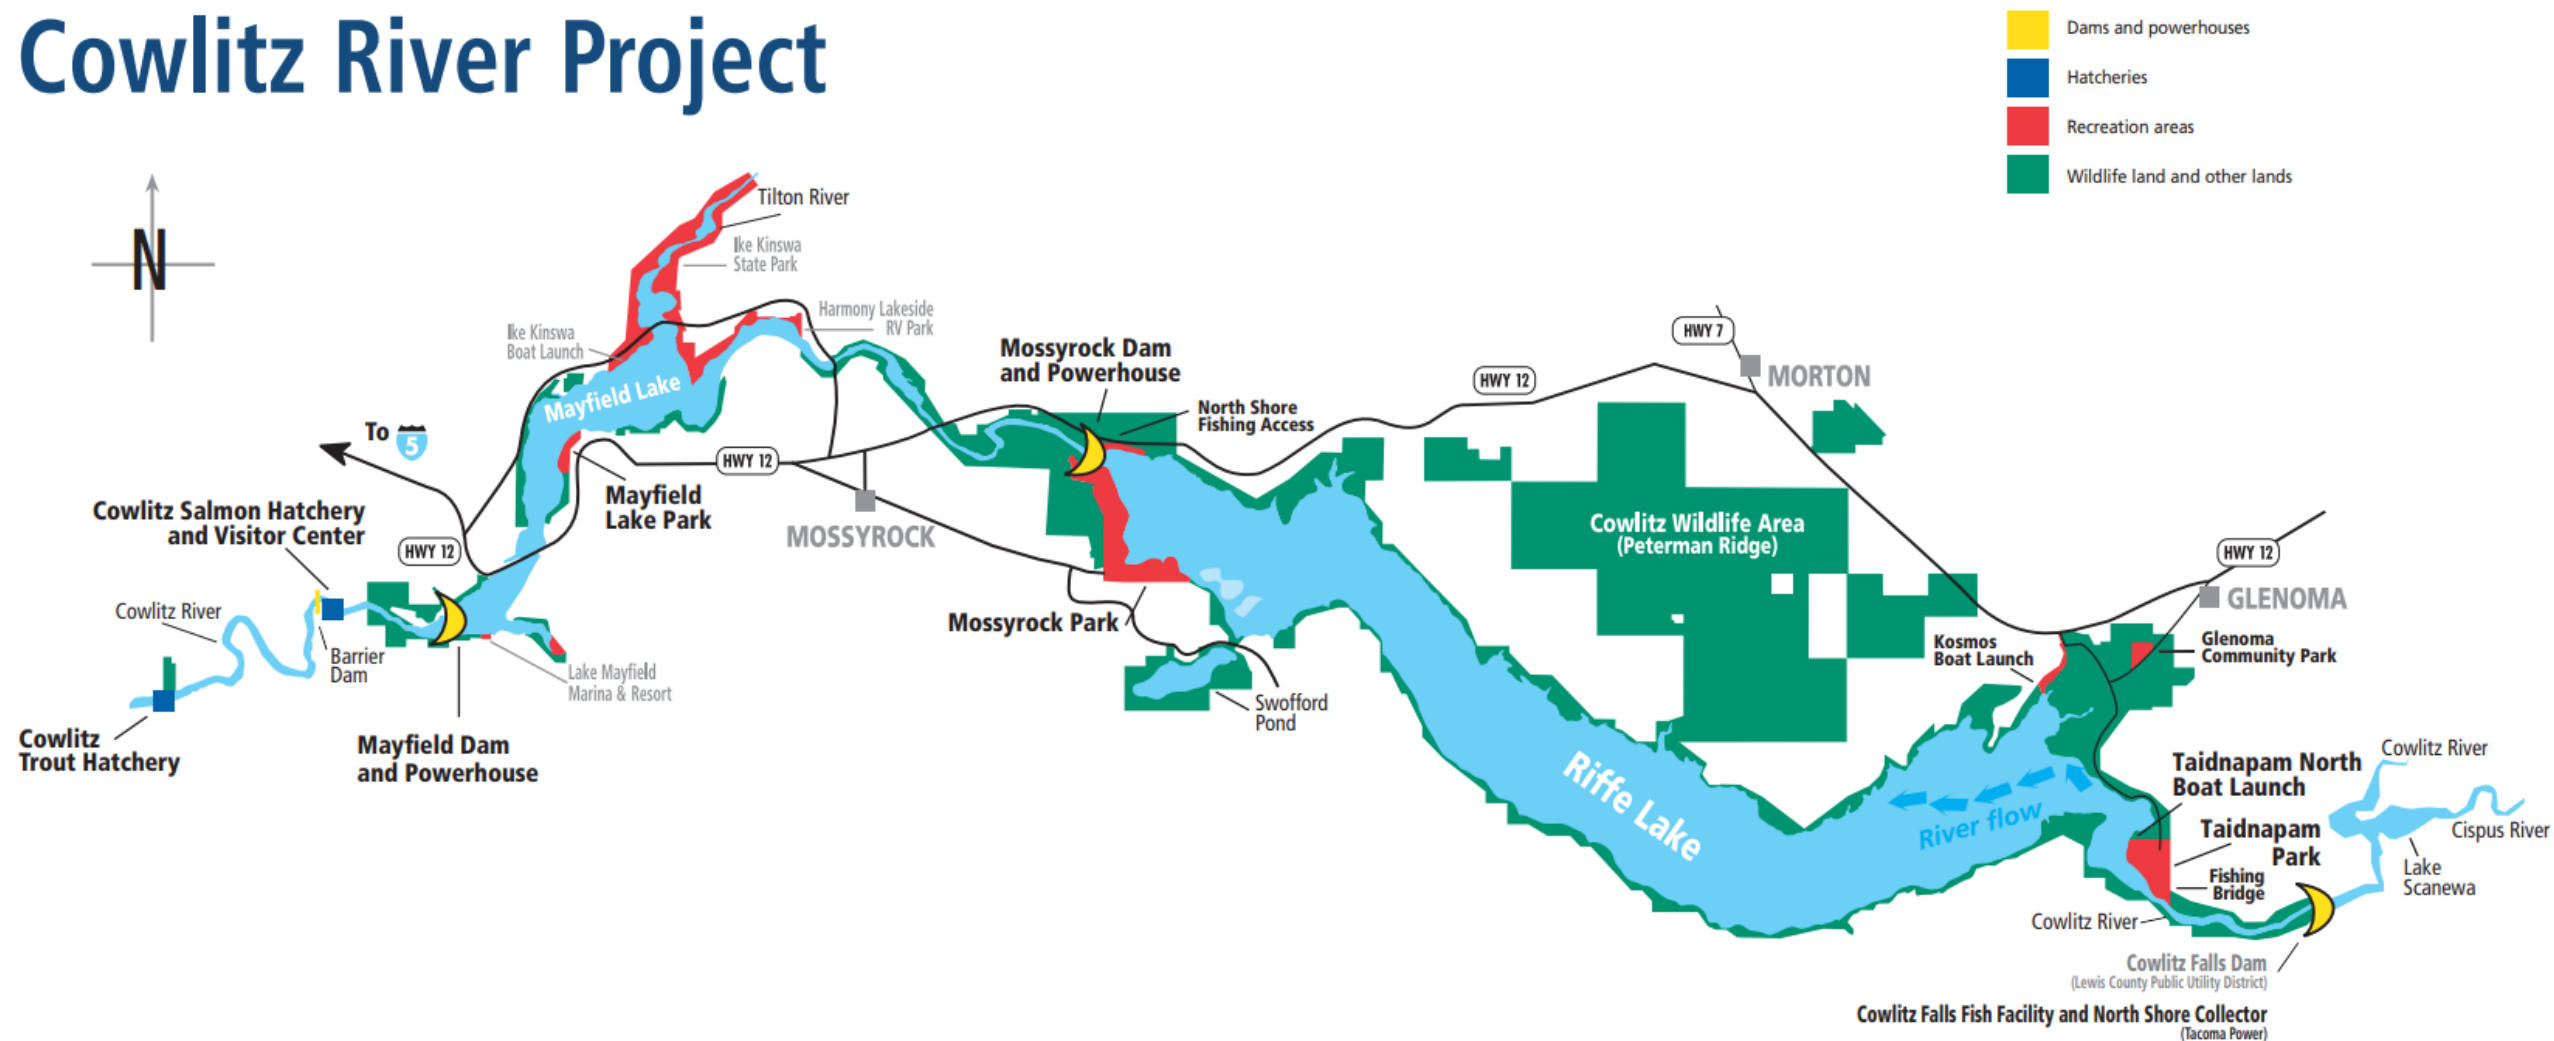 Cowlitz River Project
Dams and powerhouses
Hatcheries
Recreation areas
Wildlife land and other lands
N
Tilton River
Ike Kinswa
State Park
Harmony Lakeside
RV Park
Ike Kinswa
Boat Launch
Mayfield Lake
To 5
Mossyrock Dam
and Powerhouse
North Shore
Fishing Access
HWY 7
MORTON
HWY 12
HWY 12
Mayfield
Lake Park
MOSSYROCK
Cowlitz Salmon Hatchery
and Visitor Center
HWY 12
Cowlitz Wildlife Area
(Peterman Ridge)
HWY 12
GLENOMA
Cowlitz River
Barrier
Dam
Mossyrock Park
Lake Mayfield
Marina & Resort
Swofford
Pond
Kosmos
Boat Launch
Glenoma
Community Park
Cowlitz
Trout Hatchery
Mayfield Dam
and Powerhouse
Riffe Lake
River flow
Taidnapam North
Boat Launch
Cowlitz River
Cispus River
Taidnapam
Park
Lake
Scanewa
Fishing
Bridge
Cowlitz River
Cowlitz Falls Dam
(Lewis County Public Utility District)
Cowlitz Falls Fish Facility and North Shore Collector
(Tacoma Power)